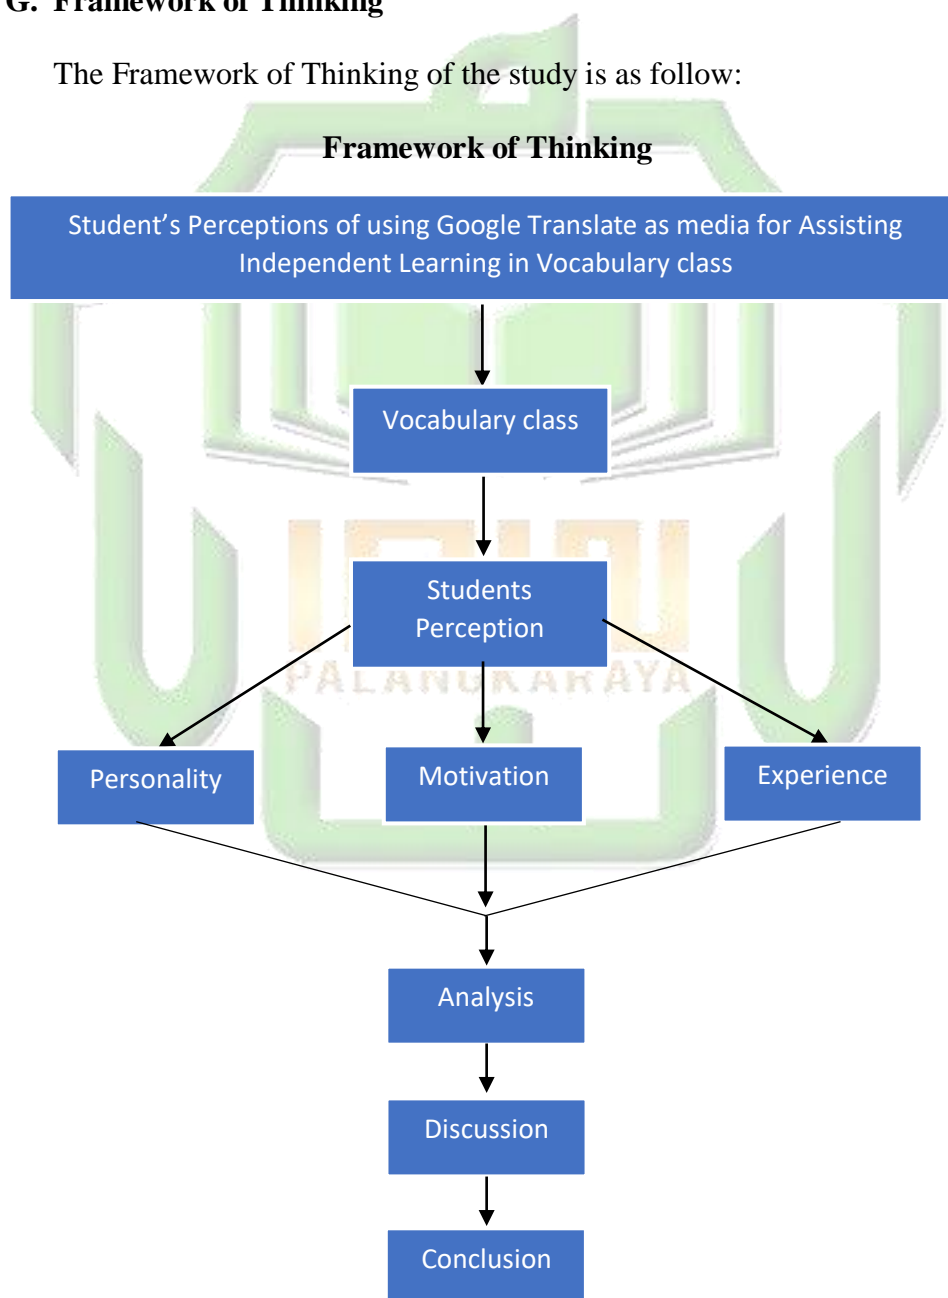 G. Framework of Thinking
The Framework of Thinking of the study is as follow:
Framework of Thinking
Student’s Perceptions of using Google Translate as media for Assisting
Independent Learning in Vocabulary class
Vocabulary class
Students
Perception
PALANGKARAYA
Personality
Motivation
Experience
Analysis
Discussion
Conclusion